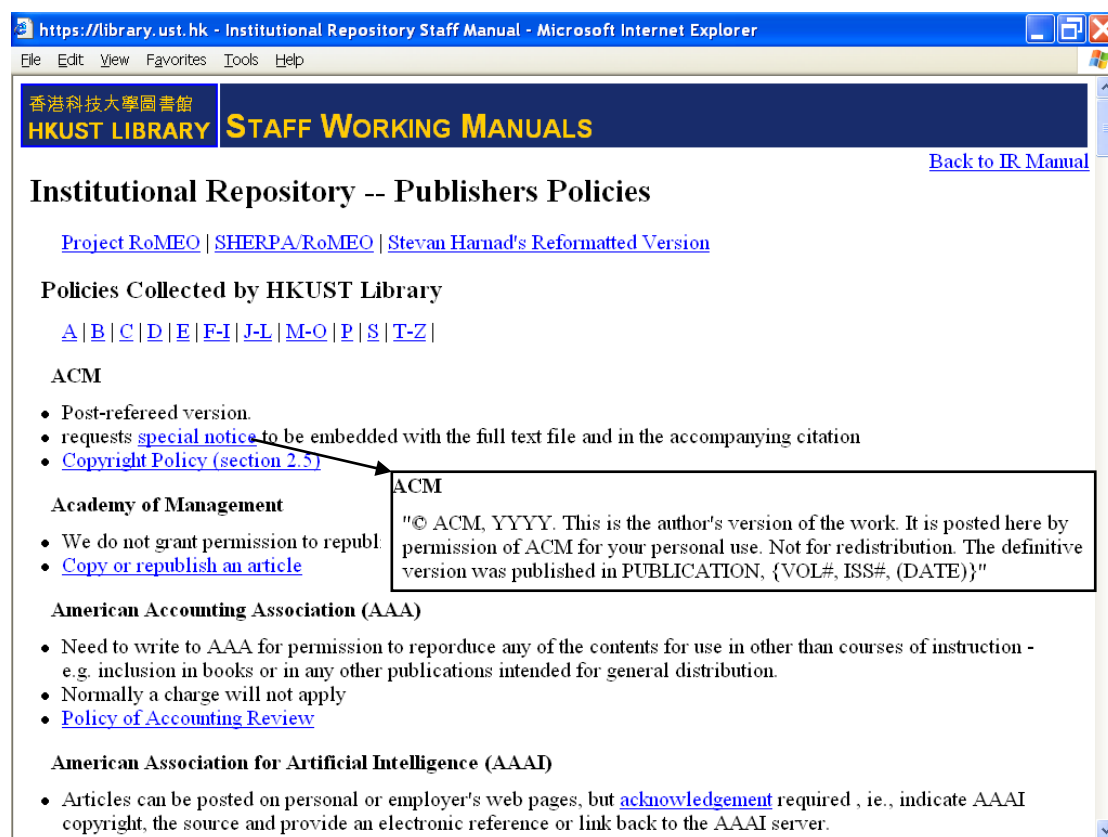 https://library.ust.hk - Institutional Repository Staff Manual - Microsoft Internet Explorer
File Edit View Favorites Tools Help
香港科技大學圖書館
HKUST LIBRARY STAFF WORKING MANUALS
Back to IR Manual
Institutional Repository -- Publishers Policies
Project RoMEO | SHERPA/RoMEO | Stevan Harnad's Reformatted Version
Policies Collected by HKUST Library
A | B | C | D | E | F-I | J-L | M-O | P | S | T-Z |
ACM
• Post-refereed version.
• requests special notice to be embedded with the full text file and in the accompanying citation
• Copyright Policy (section 2.5)
ACM
"© ACM, YYYY. This is the author's version of the work. It is posted here by
permission of ACM for your personal use. Not for redistribution. The definitive
version was published in PUBLICATION, {VOL#, ISS#, (DATE)}"
Academy of Management
• We do not grant permission to republ
• Copy or republish an article
American Accounting Association (AAA)
• Need to write to AAA for permission to reporduce any of the contents for use in other than courses of instruction -
e.g. inclusion in books or in any other publications intended for general distribution.
• Normally a charge will not apply
• Policy of Accounting Review
American Association for Artificial Intelligence (AAAI)
• Articles can be posted on personal or employer's web pages, but acknowledgement required , ie., indicate AAAI
copyright, the source and provide an electronic reference or link back to the AAAI server.